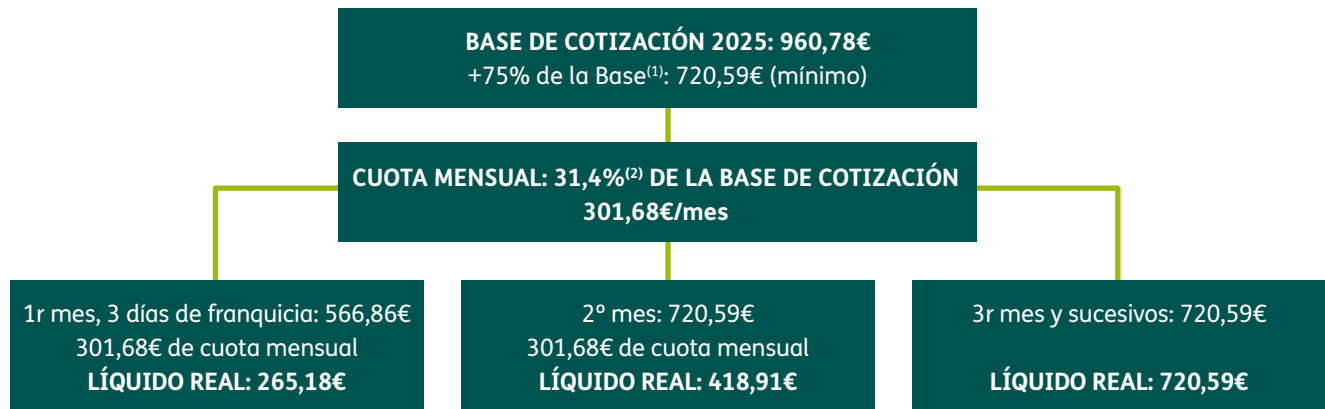 BASE DE COTIZACIÓN 2025: 960,78€
+75% de la Base(1): 720,59€ (mínimo)
CUOTA MENSUAL: 31,4%(2) DE LA BASE DE COTIZACIÓN
301,68€/mes
1r mes, 3 días de franquicia: 566,86€
301,68€ de cuota mensual
LÍQUIDO REAL: 265,18€
2º mes: 720,59€
301,68€ de cuota mensual
LÍQUIDO REAL: 418,91€
3r mes y sucesivos: 720,59€
LÍQUIDO REAL: 720,59€